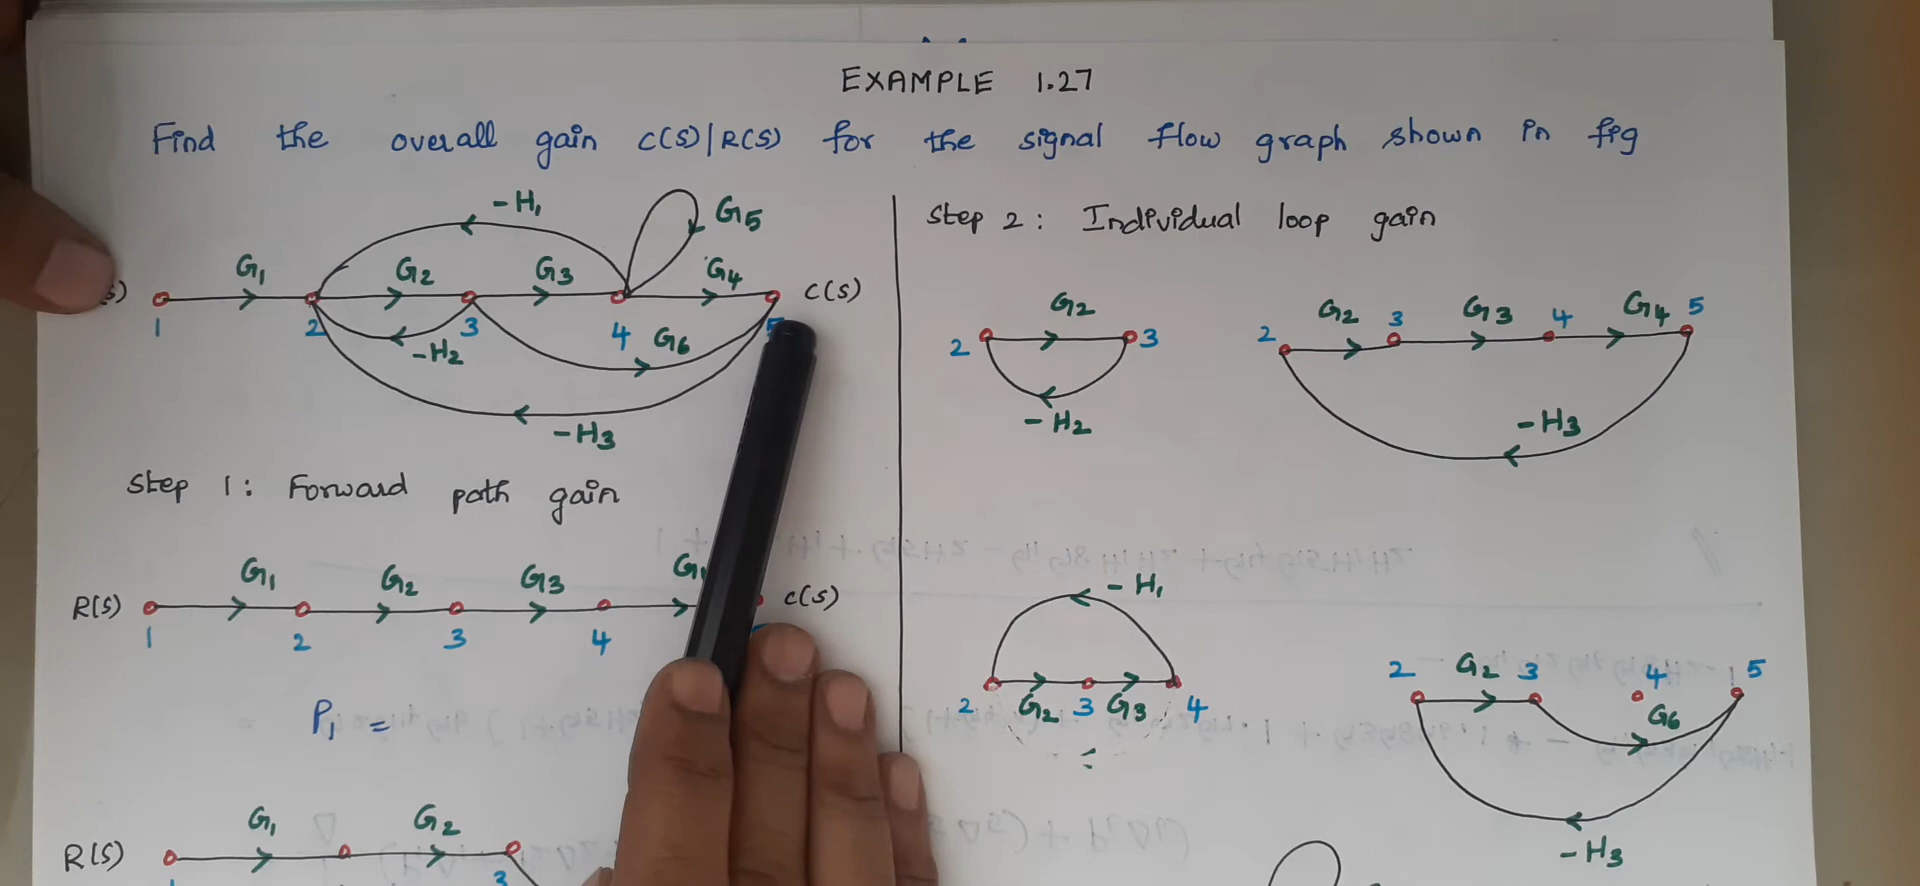 EXAMPLE 1.27
Find the overall gain C(S)/R(S) for the signal flow graph shown in fig
-H1 G5
G1 G2 G3 G4 C(S)
1 2 3 4
-H2 G6
-H3
Step 1: Forward path gain
G1 G2 G3
R(S) C(S)
1 2 3 4
P1 =
G1 G2
R(S)
3
Step 2: Individual loop gain
G2
2 3
-H2
G2 G3 G4
2 3 4 5
-H3
-H1
2 G2 3 G3 4
2 G2 3 4 5
G6
-H3